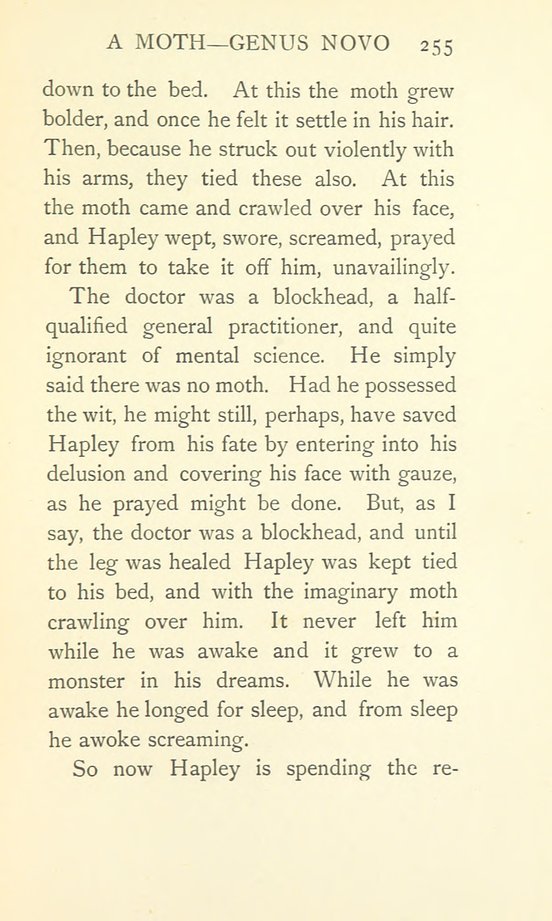 A MOTH—GENUS NOVO 255
down to the bed. At this the moth grew
bolder, and once he felt it settle in his hair.
Then, because he struck out violently with
his arms, they tied these also. At this
the moth came and crawled over his face,
and Hapley wept, swore, screamed, prayed
for them to take it off him, unavailingly.
The doctor was a blockhead, a half-
qualified general practitioner, and quite
ignorant of mental science. He simply
said there was no moth. Had he possessed
the wit, he might still, perhaps, have saved
Hapley from his fate by entering into his
delusion and covering his face with gauze,
as he prayed might be done. But, as I
say, the doctor was a blockhead, and until
the leg was healed Hapley was kept tied
to his bed, and with the imaginary moth
crawling over him. It never left him
while he was awake and it grew to a
monster in his dreams. While he was
awake he longed for sleep, and from sleep
he awoke screaming.
So now Hapley is spending the re-